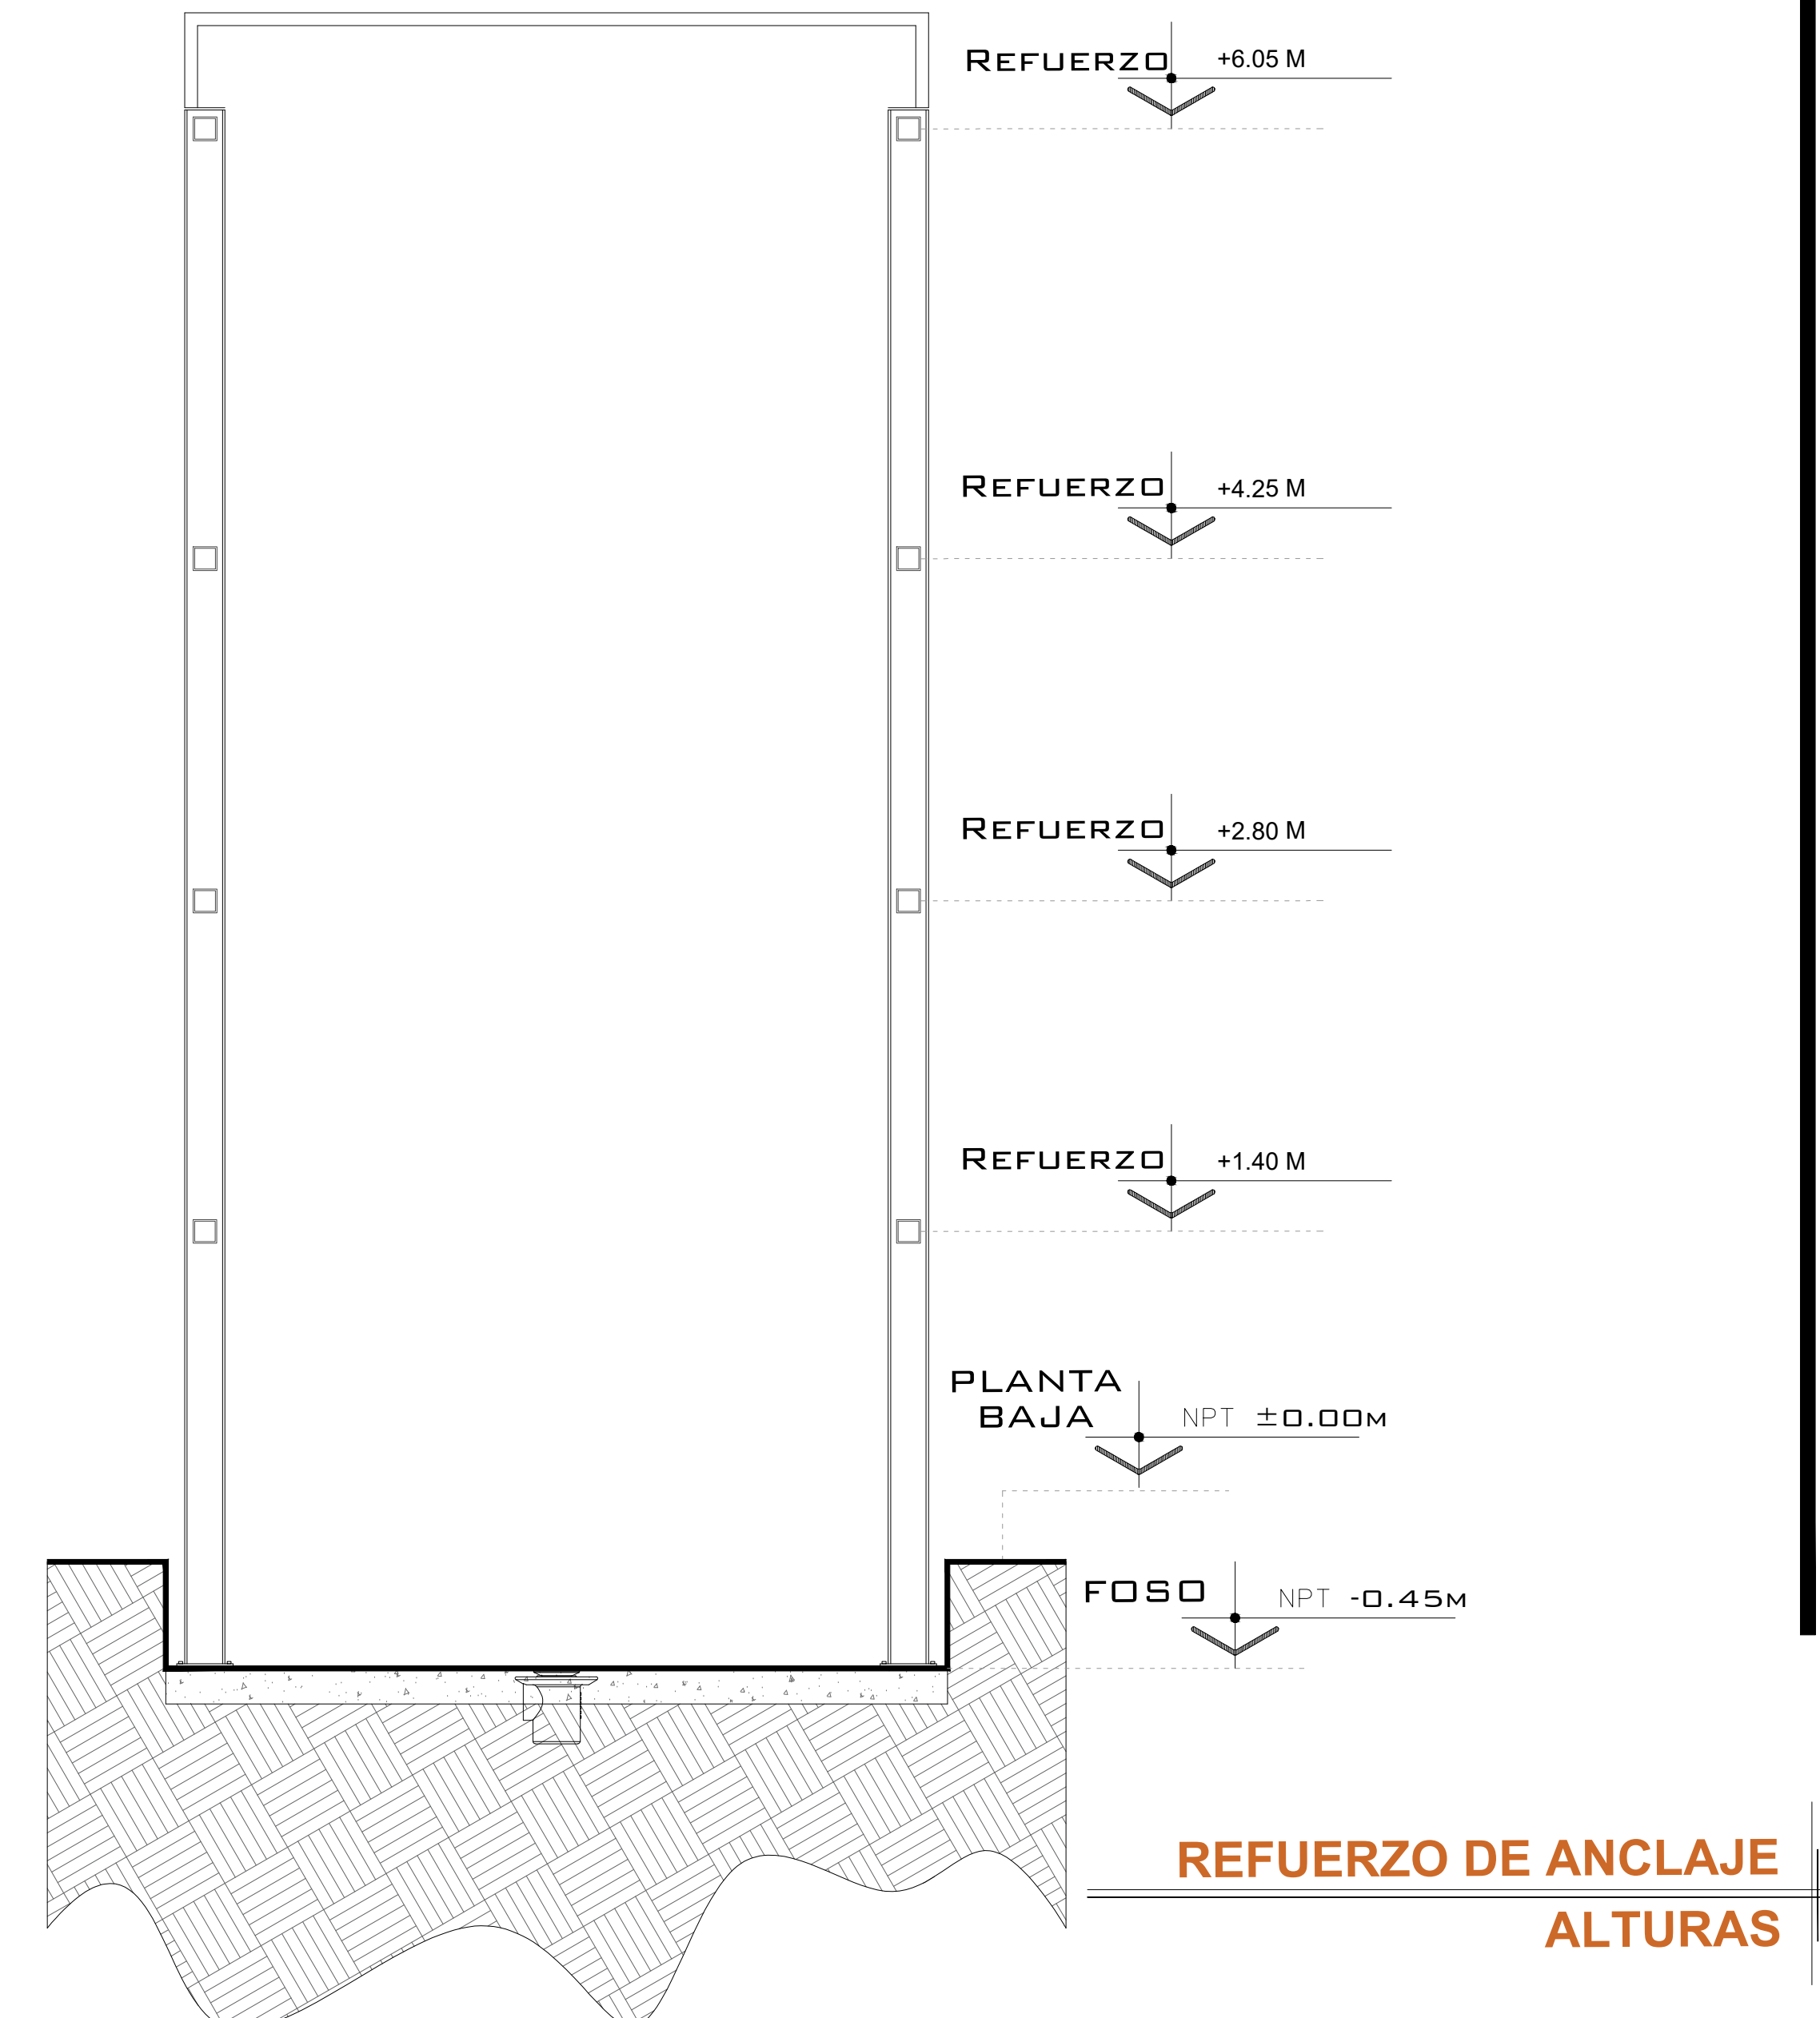 Refuerzo +6.05 M
Refuerzo +4.25 M
Refuerzo +2.80 M
Refuerzo +1.40 M
PLANTA
BAJA NPT ±0.00M
FOSO NPT -0.45M
REFUERZO DE ANCLAJE
ALTURAS